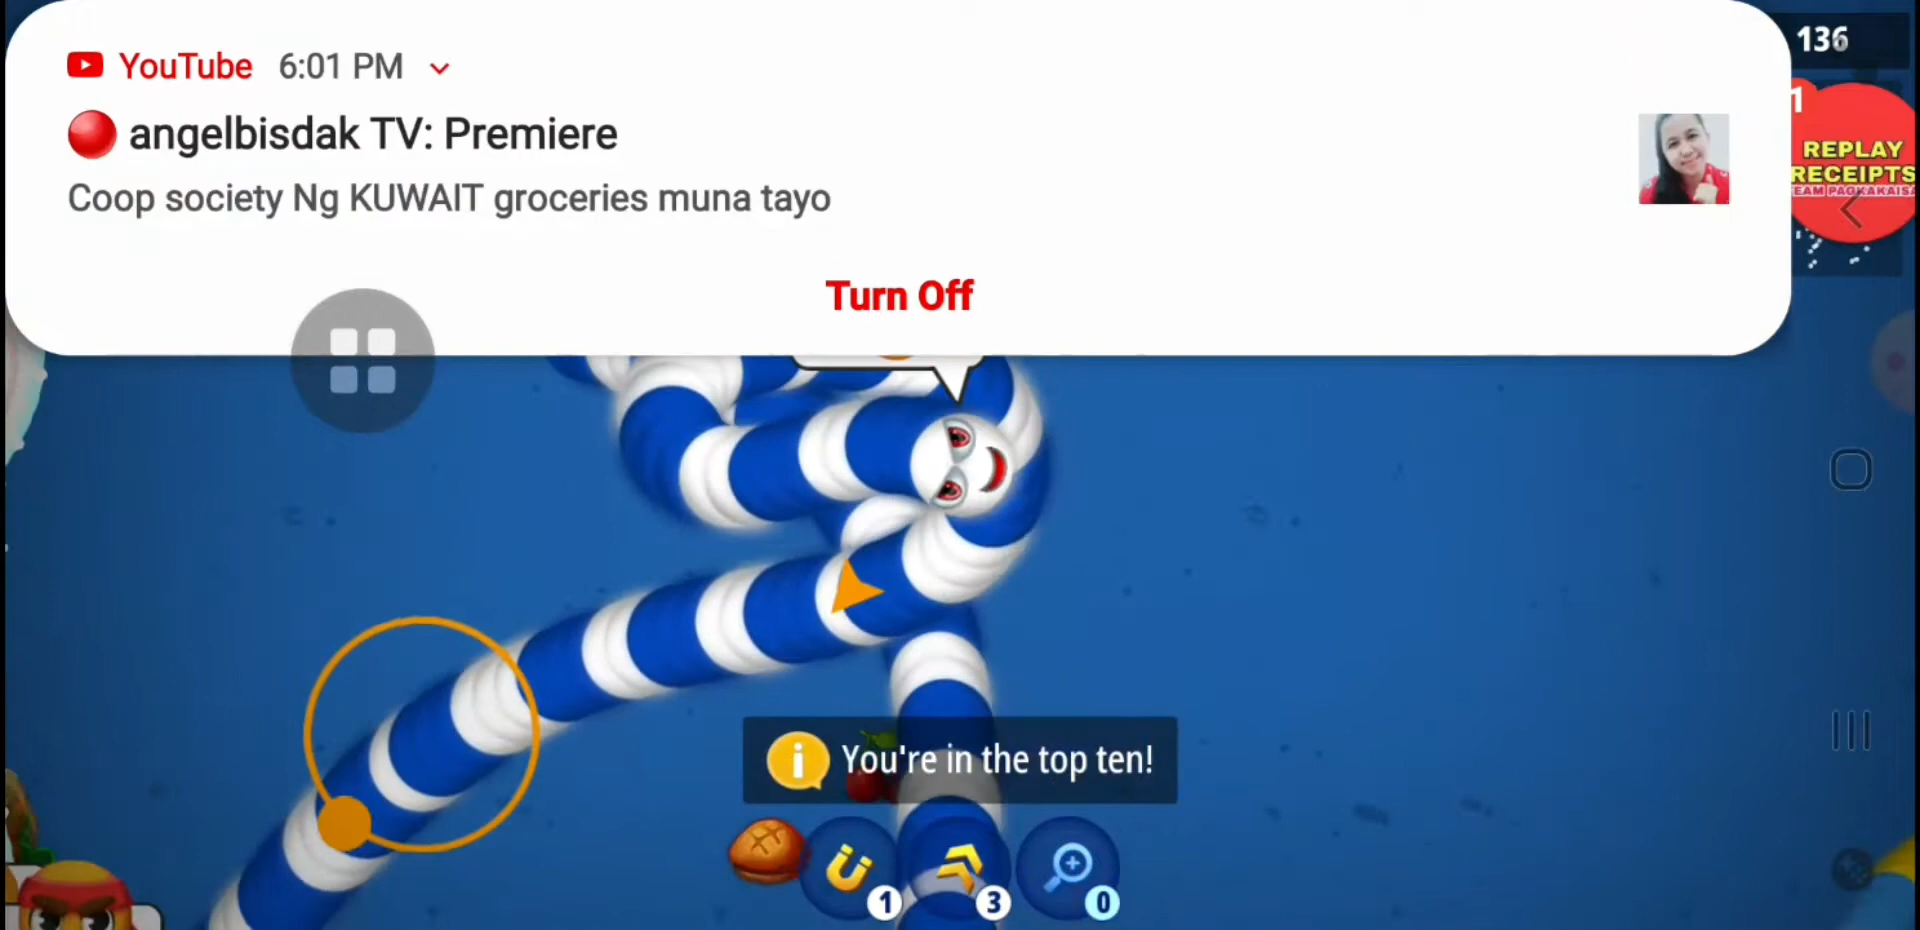 YouTube 6:01 PM
angelbisdak TV: Premiere
Coop society Ng KUWAIT groceries muna tayo
Turn Off
136
1
REPLAY
RECEIPTS
You're in the top ten!
1
3
0